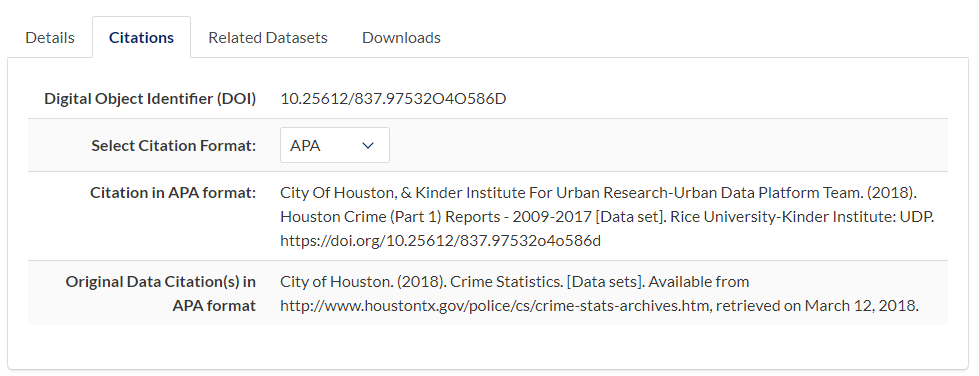 Details Citations Related Datasets Downloads
Digital Object Identifier (DOI) 10.25612/837.97532O4O586D
Select Citation Format: APA
Citation in APA format: City Of Houston, & Kinder Institute For Urban Research-Urban Data Platform Team. (2018).
Houston Crime (Part 1) Reports - 2009-2017 [Data set]. Rice University-Kinder Institute: UDP.
https://doi.org/10.25612/837.97532o4o586d
Original Data Citation(s) in City of Houston. (2018). Crime Statistics. [Data sets]. Available from
APA format http://www.houstontx.gov/police/cs/crime-stats-archives.htm, retrieved on March 12, 2018.